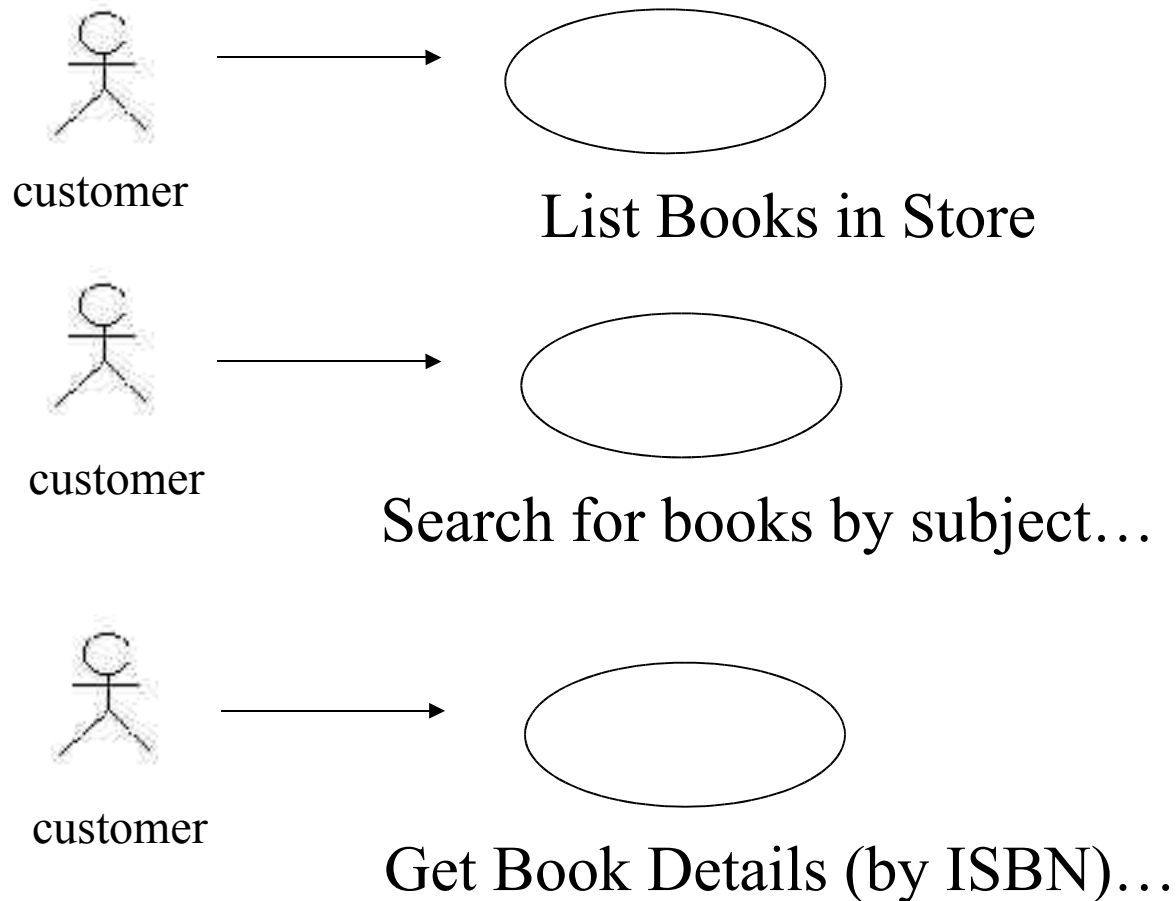 customer
List Books in Store
customer
Search for books by subject…
customer
Get Book Details (by ISBN)…